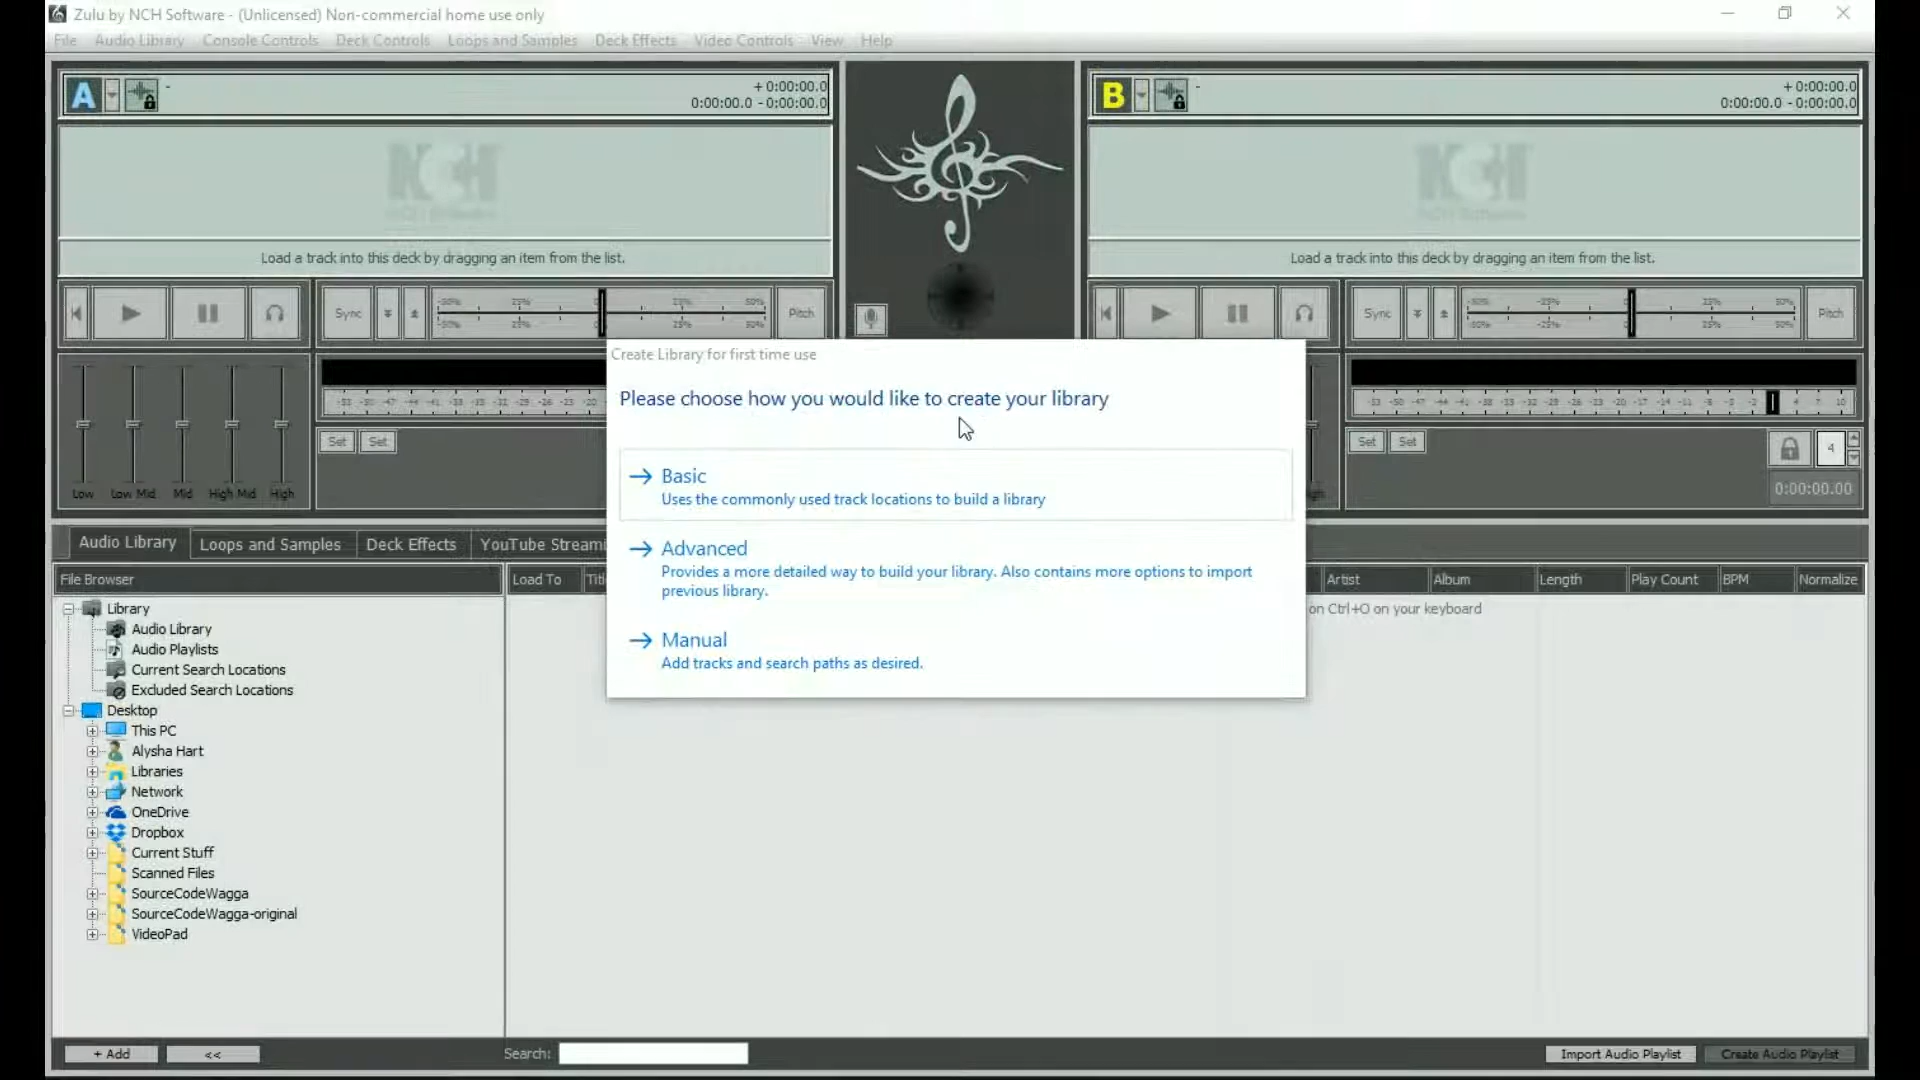 Zulu by NCH Software - (Unlicensed) Non-commercial home use only
File Audio Library Console Controls Deck Controls Loops and Samples Deck Effects Video Controls View Help
A - + 0:00:00.0
0:00:00.0 - 0:00:00.0
B - + 0:00:00.0
0:00:00.0 - 0:00:00.0
NCH
NCH Software
NCH
NCH Software
Load a track into this deck by dragging an item from the list.
Load a track into this deck by dragging an item from the list.
Sync
Pitch
Sync
Pitch
Low Low Mid Mid High Mid High
Set Set
Set Set
4
0:00:00.00
Create Library for first time use
Please choose how you would like to create your library
Basic
Uses the commonly used track locations to build a library
Advanced
Provides a more detailed way to build your library. Also contains more options to import
previous library.
Manual
Add tracks and search paths as desired.
Audio Library Loops and Samples Deck Effects YouTube Streami
File Browser
Load To Artist Album Length Play Count BPM Normalize
on Ctrl+O on your keyboard
Library
Audio Library
Audio Playlists
Current Search Locations
Excluded Search Locations
Desktop
This PC
Alysha Hart
Libraries
Network
OneDrive
Dropbox
Current Stuff
Scanned Files
SourceCodeWagga
SourceCodeWagga-original
VideoPad
+ Add << Search: Import Audio Playlist Create Audio Playlist